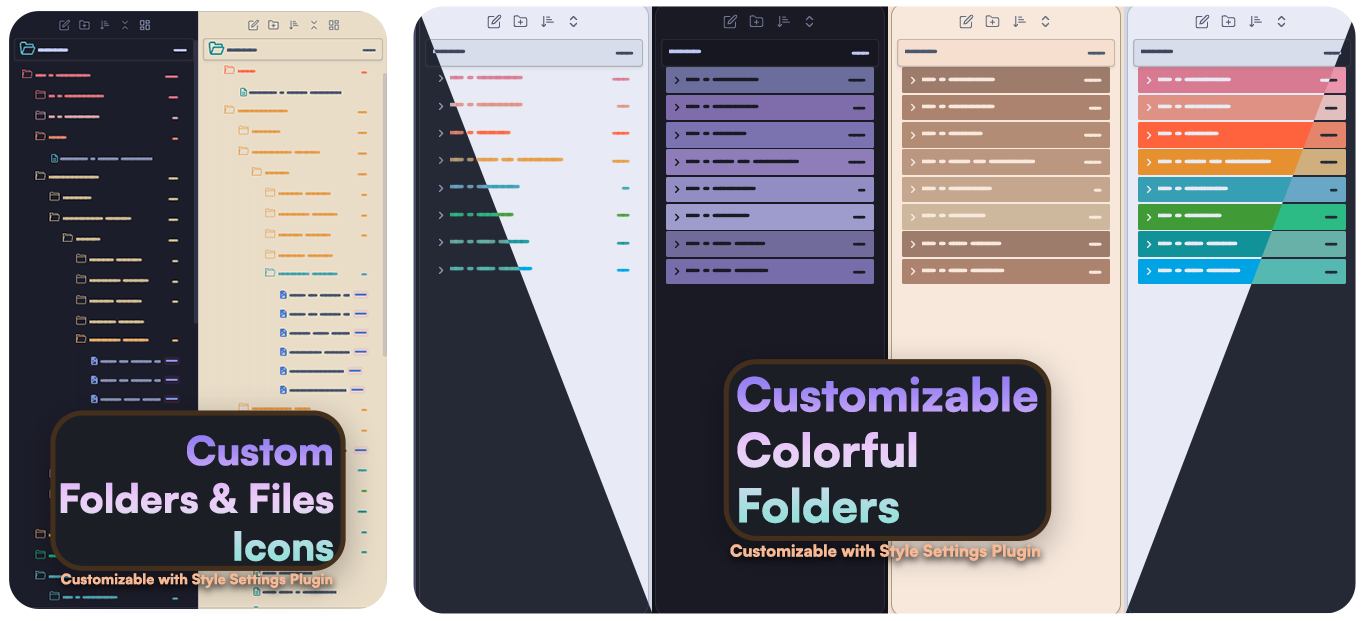 Custom
Folders & Files
Icons
Customizable with Style Settings Plugin
Customizable
Colorful
Folders
Customizable with Style Settings Plugin